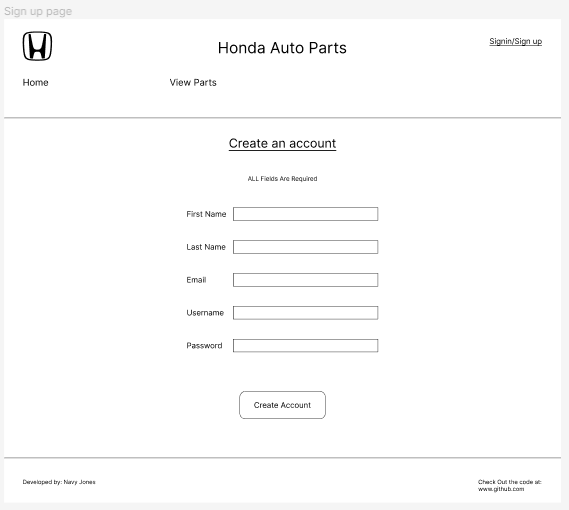 Sign up page
Honda Auto Parts
Signin/Sign up
Home
View Parts
Create an account
ALL Fields Are Required
First Name
Last Name
Email
Username
Password
Create Account
Developed by: Navy Jones
Check Out the code at:
www.github.com